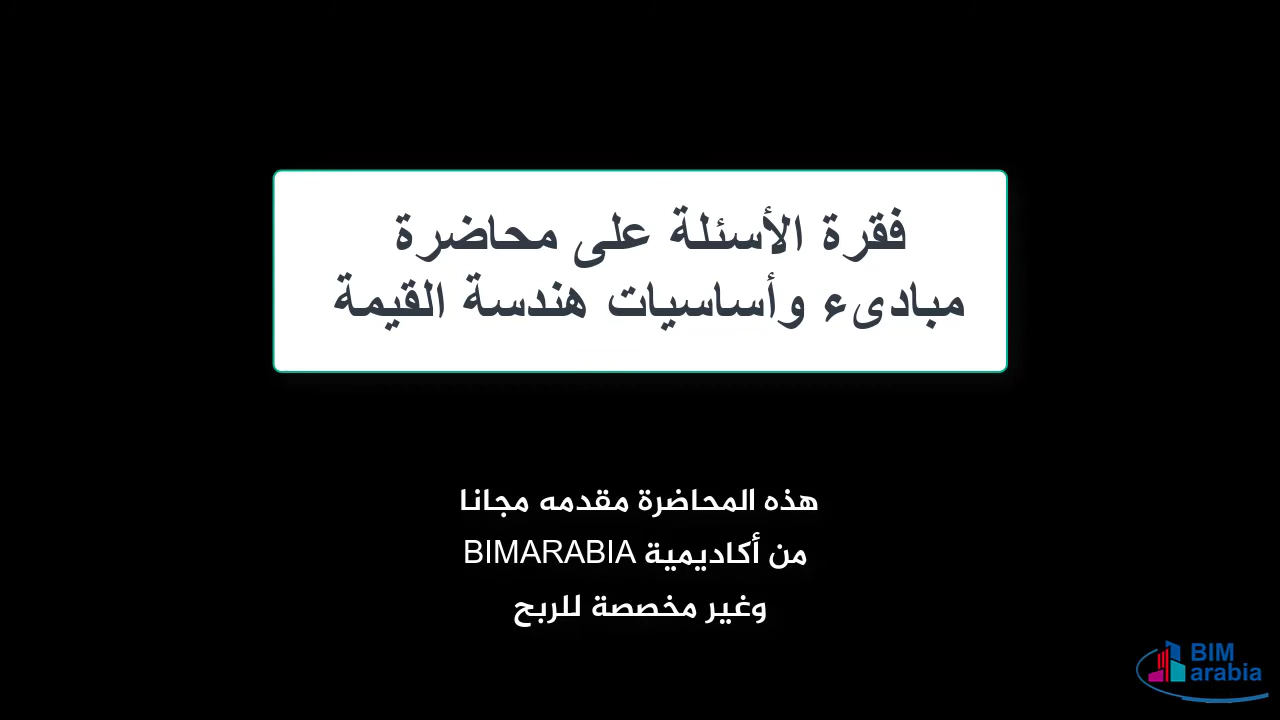 فقرة الأسئلة على محاضرة
مبادىء وأساسيات هندسة القيمة
هذه المحاضرة مقدمه مجانا
من أكاديمية BIMARABIA
وغير مخصصة للربح
BIM
arabia